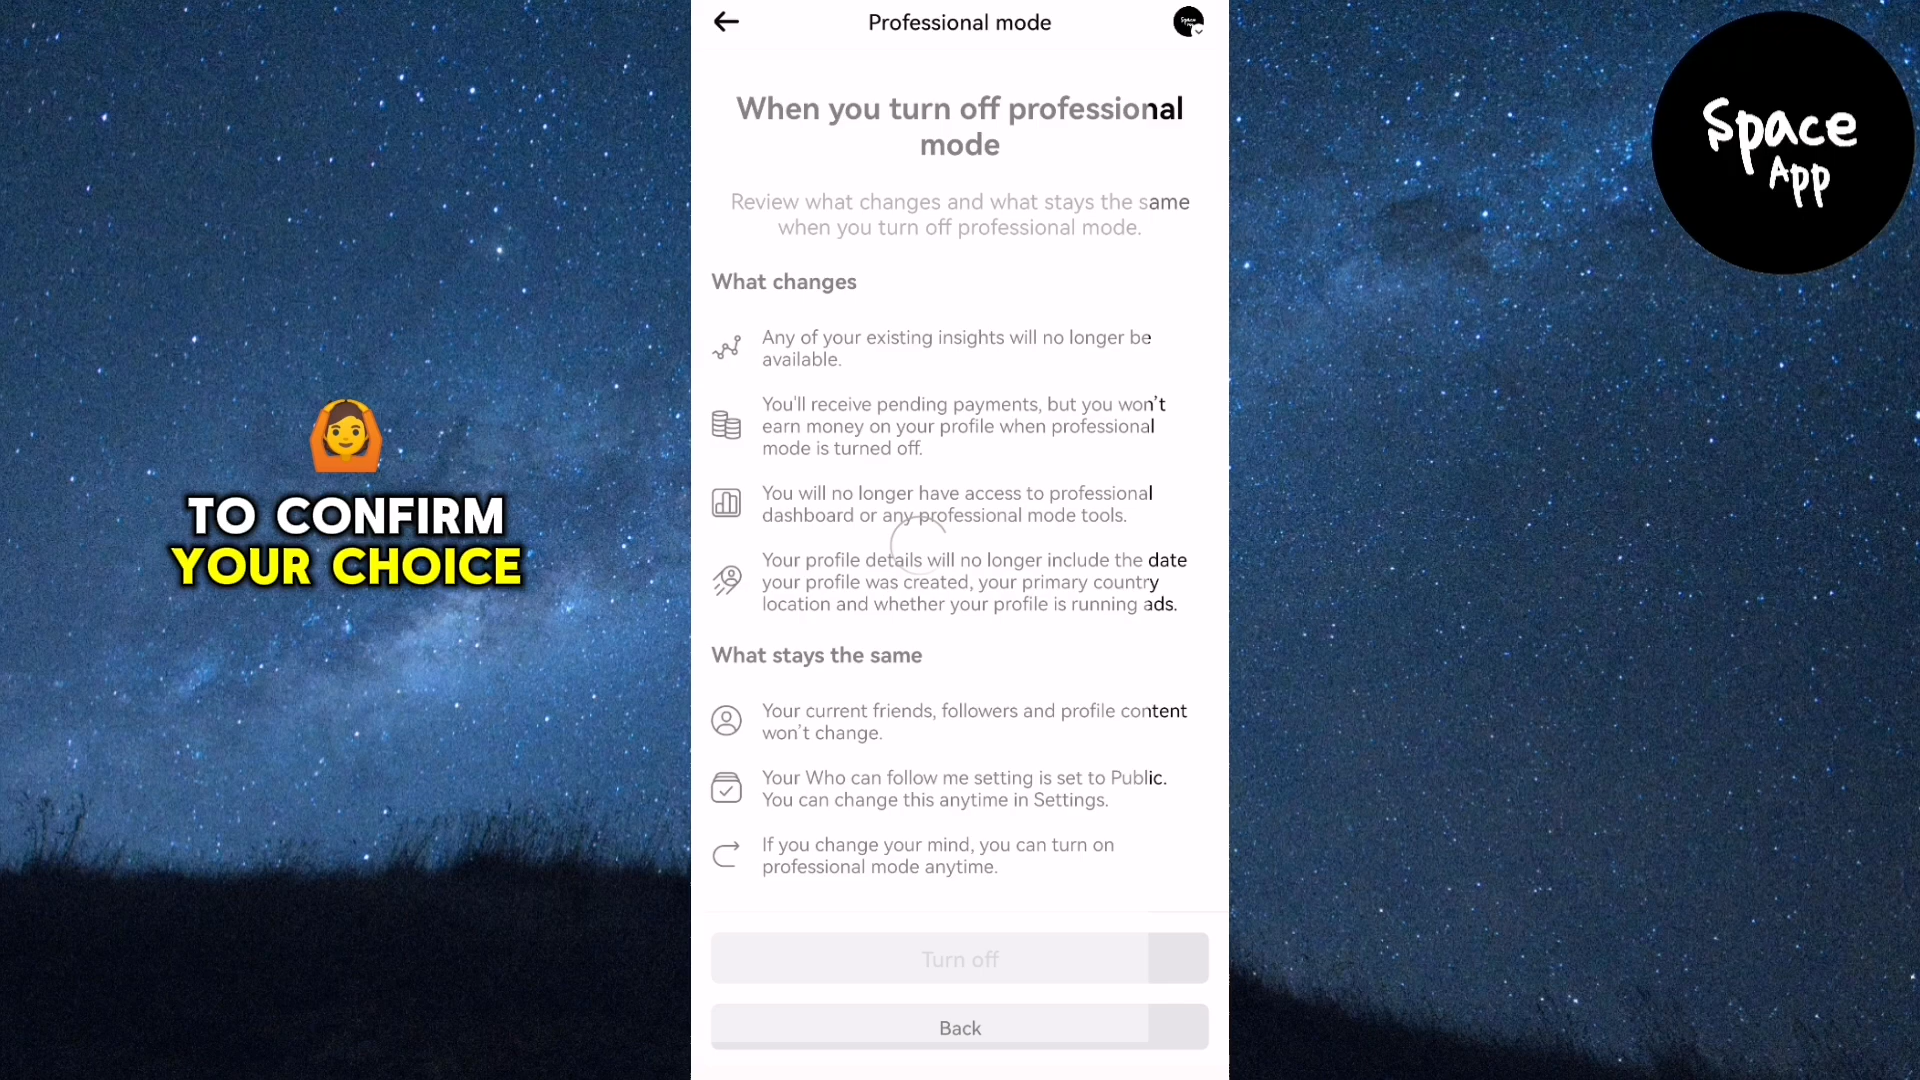 Professional mode
Space
App
Space
App
When you turn off professional
mode
Review what changes and what stays the same
when you turn off professional mode.
What changes
Any of your existing insights will no longer be
available.
You'll receive pending payments, but you won't
earn money on your profile when professional
mode is turned off.
You will no longer have access to professional
dashboard or any professional mode tools.
Your profile details will no longer include the date
your profile was created, your primary country
location and whether your profile is running ads.
What stays the same
Your current friends, followers and profile content
won't change.
Your Who can follow me setting is set to Public.
You can change this anytime in Settings.
If you change your mind, you can turn on
professional mode anytime.
Turn off
Back
TO CONFIRM
YOUR CHOICE